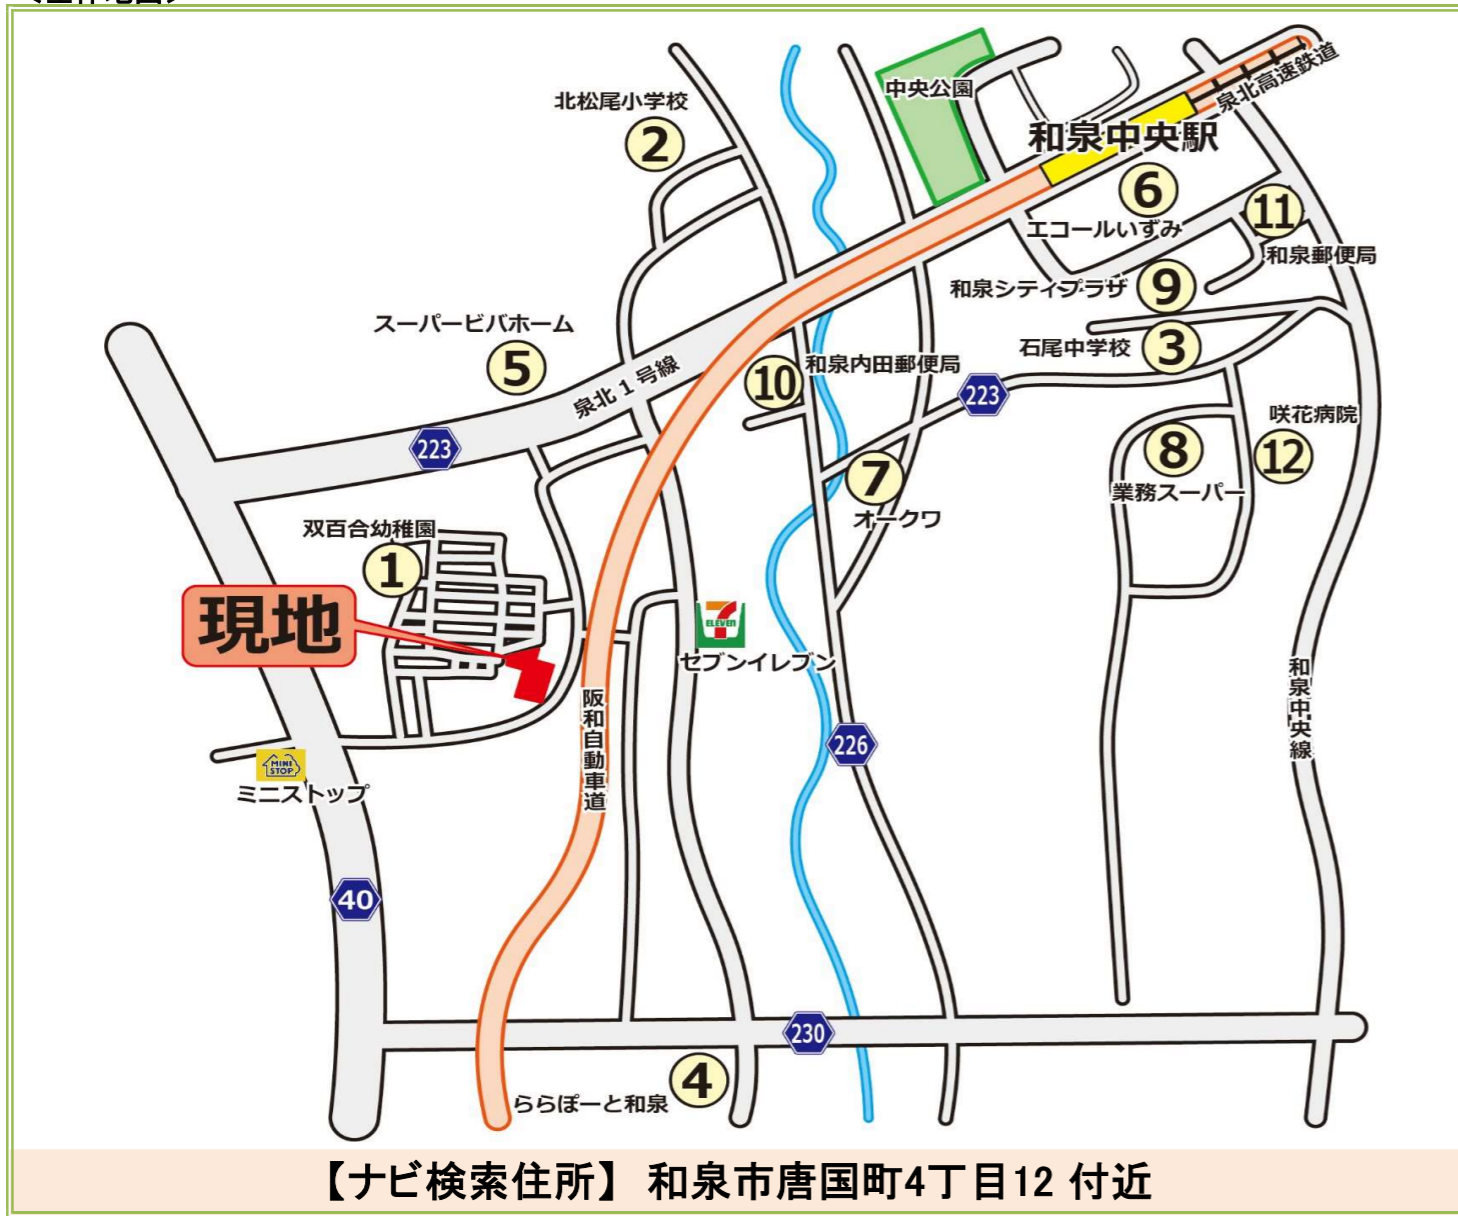 中央公園
泉北高速鉄道
北松尾小学校
2
和泉中央駅
6
エコールいずみ
11
和泉郵便局
和泉シティプラザ
9
スーパービバホーム
5
石尾中学校
3
和泉内田郵便局
10
泉北1号線
223
223
咲花病院
12
8
業務スーパー
7
オークワ
双百合幼稚園
1
現地
7
ELEVEN
セブンイレブン
阪和自動車道
和泉中央線
226
MINI
STOP
ミニストップ
40
230
4
ららぽーと和泉
【ナビ検索住所】 和泉市唐国町4丁目12 付近